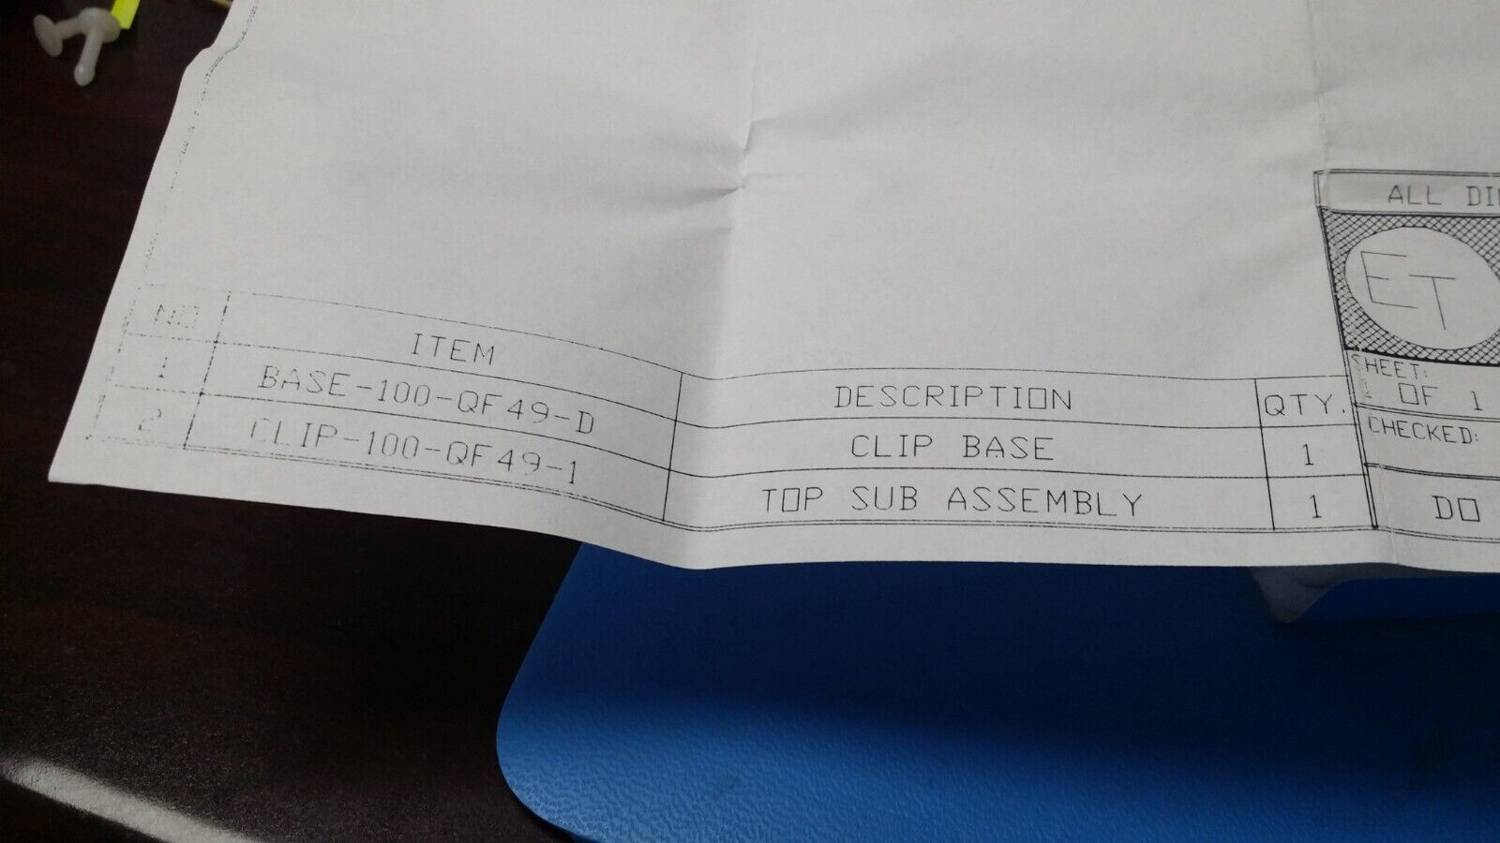 NO ITEM DESCRIPTION QTY.
1 BASE-100-QF49-D CLIP BASE 1
2 CLIP-100-QF49-1 TOP SUB ASSEMBLY 1
ALL DI
ET
SHEET:
1 OF 1
CHECKED:
DO